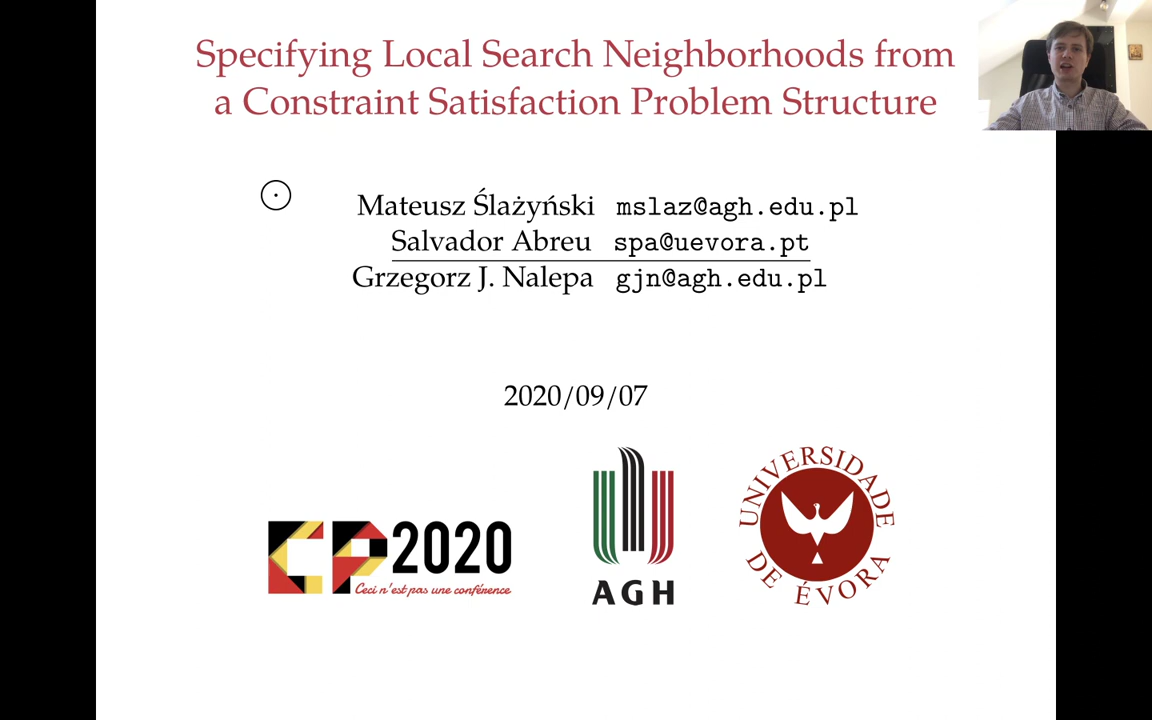 Specifying Local Search Neighborhoods from
a Constraint Satisfaction Problem Structure
Mateusz Ślażyński mslaz@agh.edu.pl
Salvador Abreu spa@uevora.pt
Grzegorz J. Nalepa gjn@agh.edu.pl
2020/09/07
CP2020
Ceci n'est pas une conférence
AGH
UNIVERSIDADE
DE ÉVORA